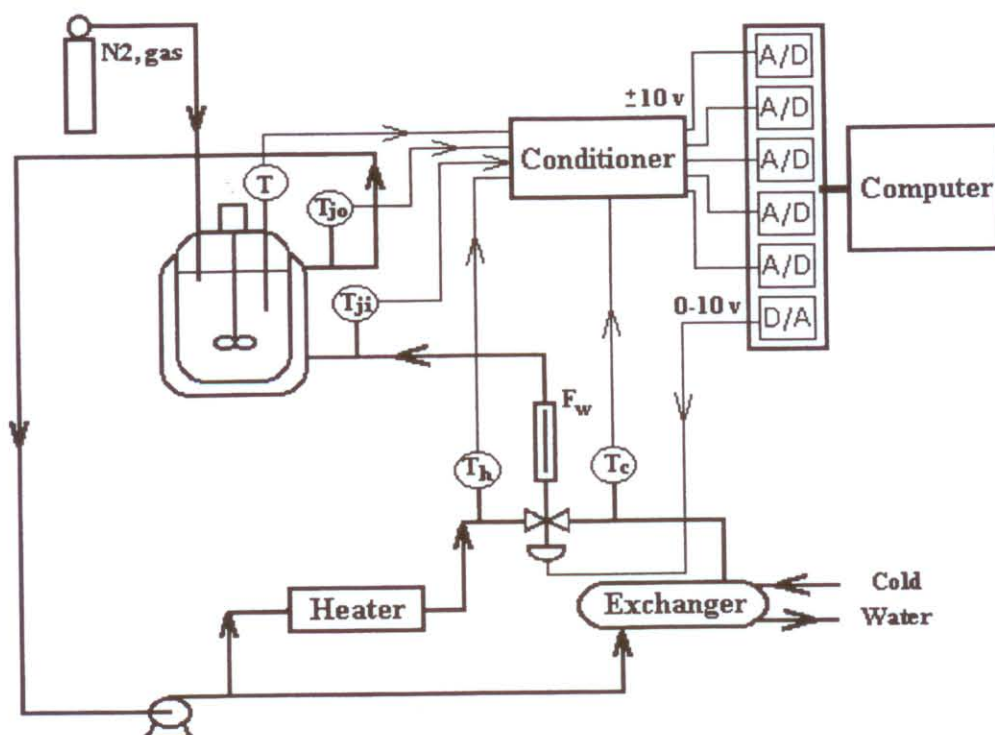 N2, gas
A/D
±10 v
A/D
Conditioner
A/D
Computer
T
Tjo
A/D
Tji
A/D
0-10 v
D/A
Fw
Th
Tc
Heater
Exchanger
Cold
Water